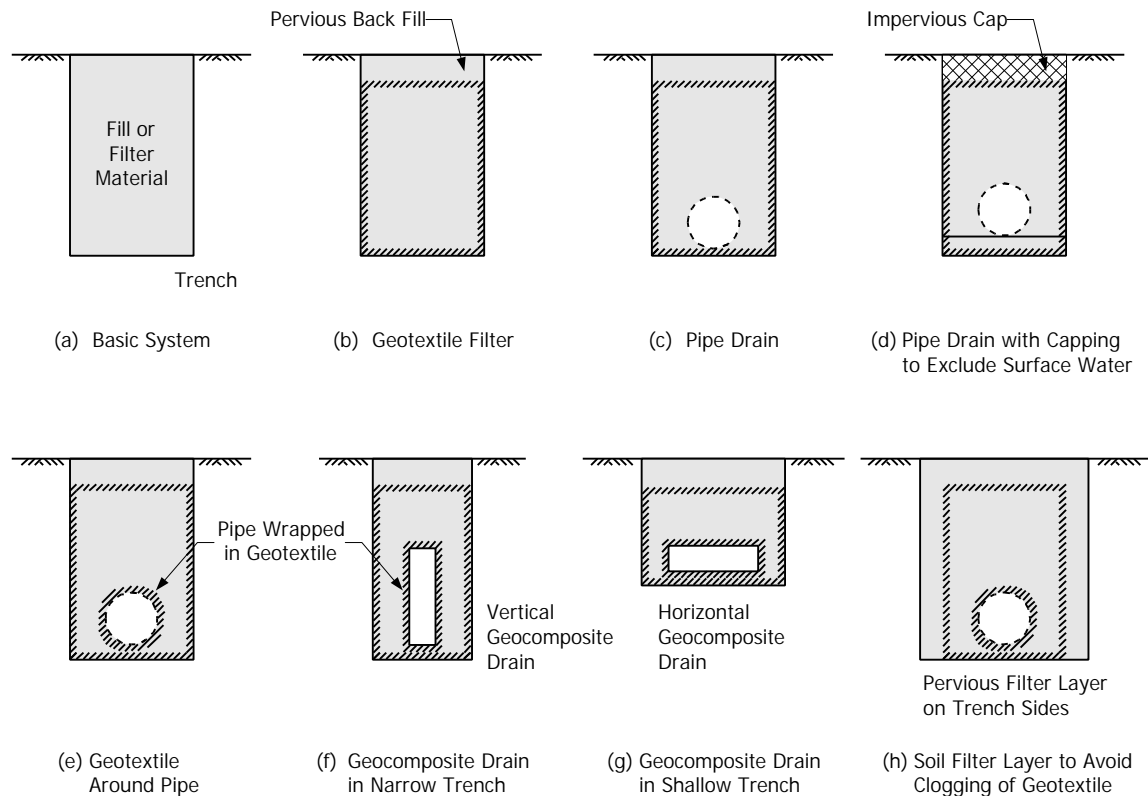 Pervious Back Fill
Impervious Cap
Fill or
Filter
Material
Trench
(a) Basic System
(b) Geotextile Filter
(c) Pipe Drain
(d) Pipe Drain with Capping
to Exclude Surface Water
Pipe Wrapped
in Geotextile
Vertical
Geocomposite
Drain
Horizontal
Geocomposite
Drain
Pervious Filter Layer
on Trench Sides
(e) Geotextile
Around Pipe
(f) Geocomposite Drain
in Narrow Trench
(g) Geocomposite Drain
in Shallow Trench
(h) Soil Filter Layer to Avoid
Clogging of Geotextile